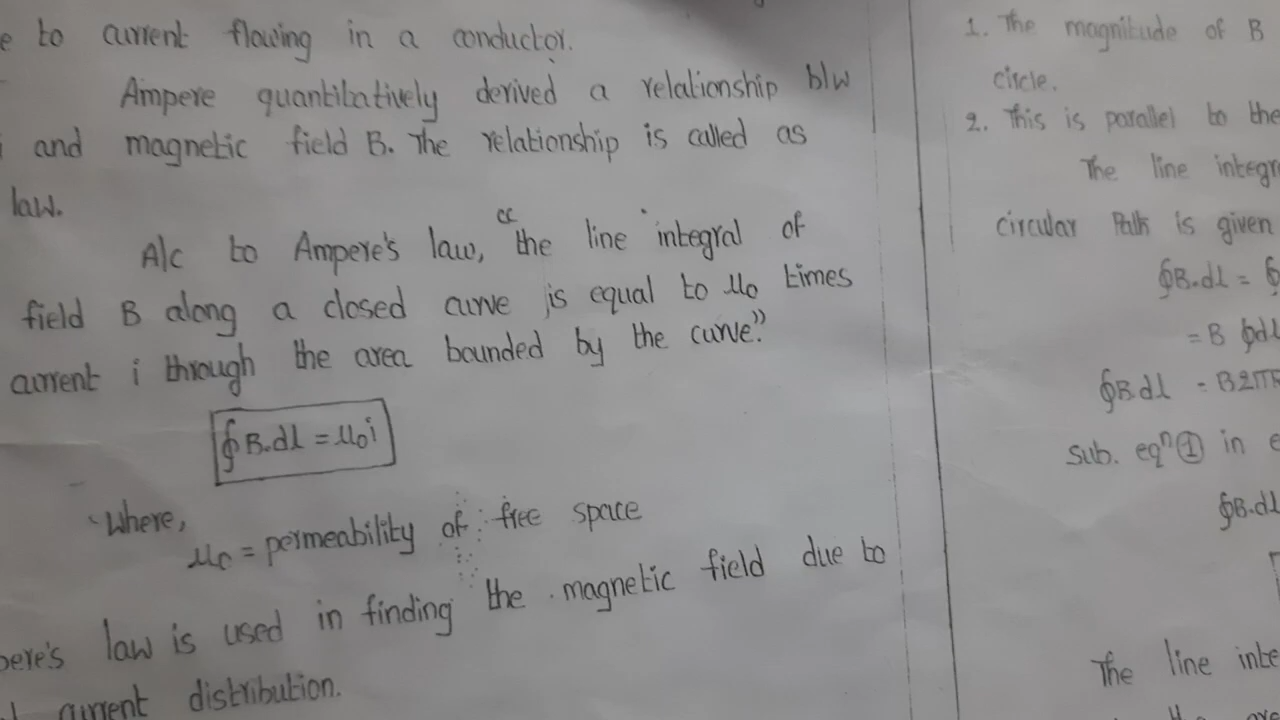 e to current flowing in a conductor.
Ampere quantitatively derived a relationship b/w
i and magnetic field B. The relationship is called as
law.
A/c to Ampere's law, "the line integral of
field B along a closed curve is equal to μ0 times
current i through the area bounded by the curve."
∮B.dl = μ0i
Where,
μ0 = permeability of free space
pere's law is used in finding the magnetic field due to
current distribution.
1. The magnitude of B
circle.
2. This is parallel to the
The line integr
circular Path is given
∮B.dl = ∮
= B ∮dl
∮B.dl = B2πR
Sub. eqⁿ① in e
∮B.dl
The line inte